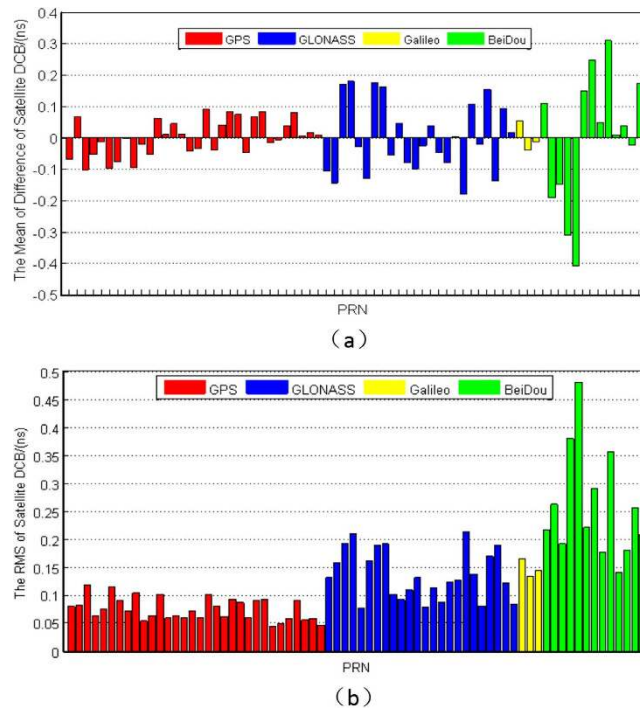 The Mean of Difference of Satellite DCB/(ns)
0.4
0.3
0.2
0.1
0
-0.1
-0.2
-0.3
-0.4
-0.5
GPS GLONASS Galileo BeiDou
PRN
(a)
The RMS of Satellite DCB/(ns)
0.5
0.45
0.4
0.35
0.3
0.25
0.2
0.15
0.1
0.05
0
GPS GLONASS Galileo BeiDou
PRN
(b)